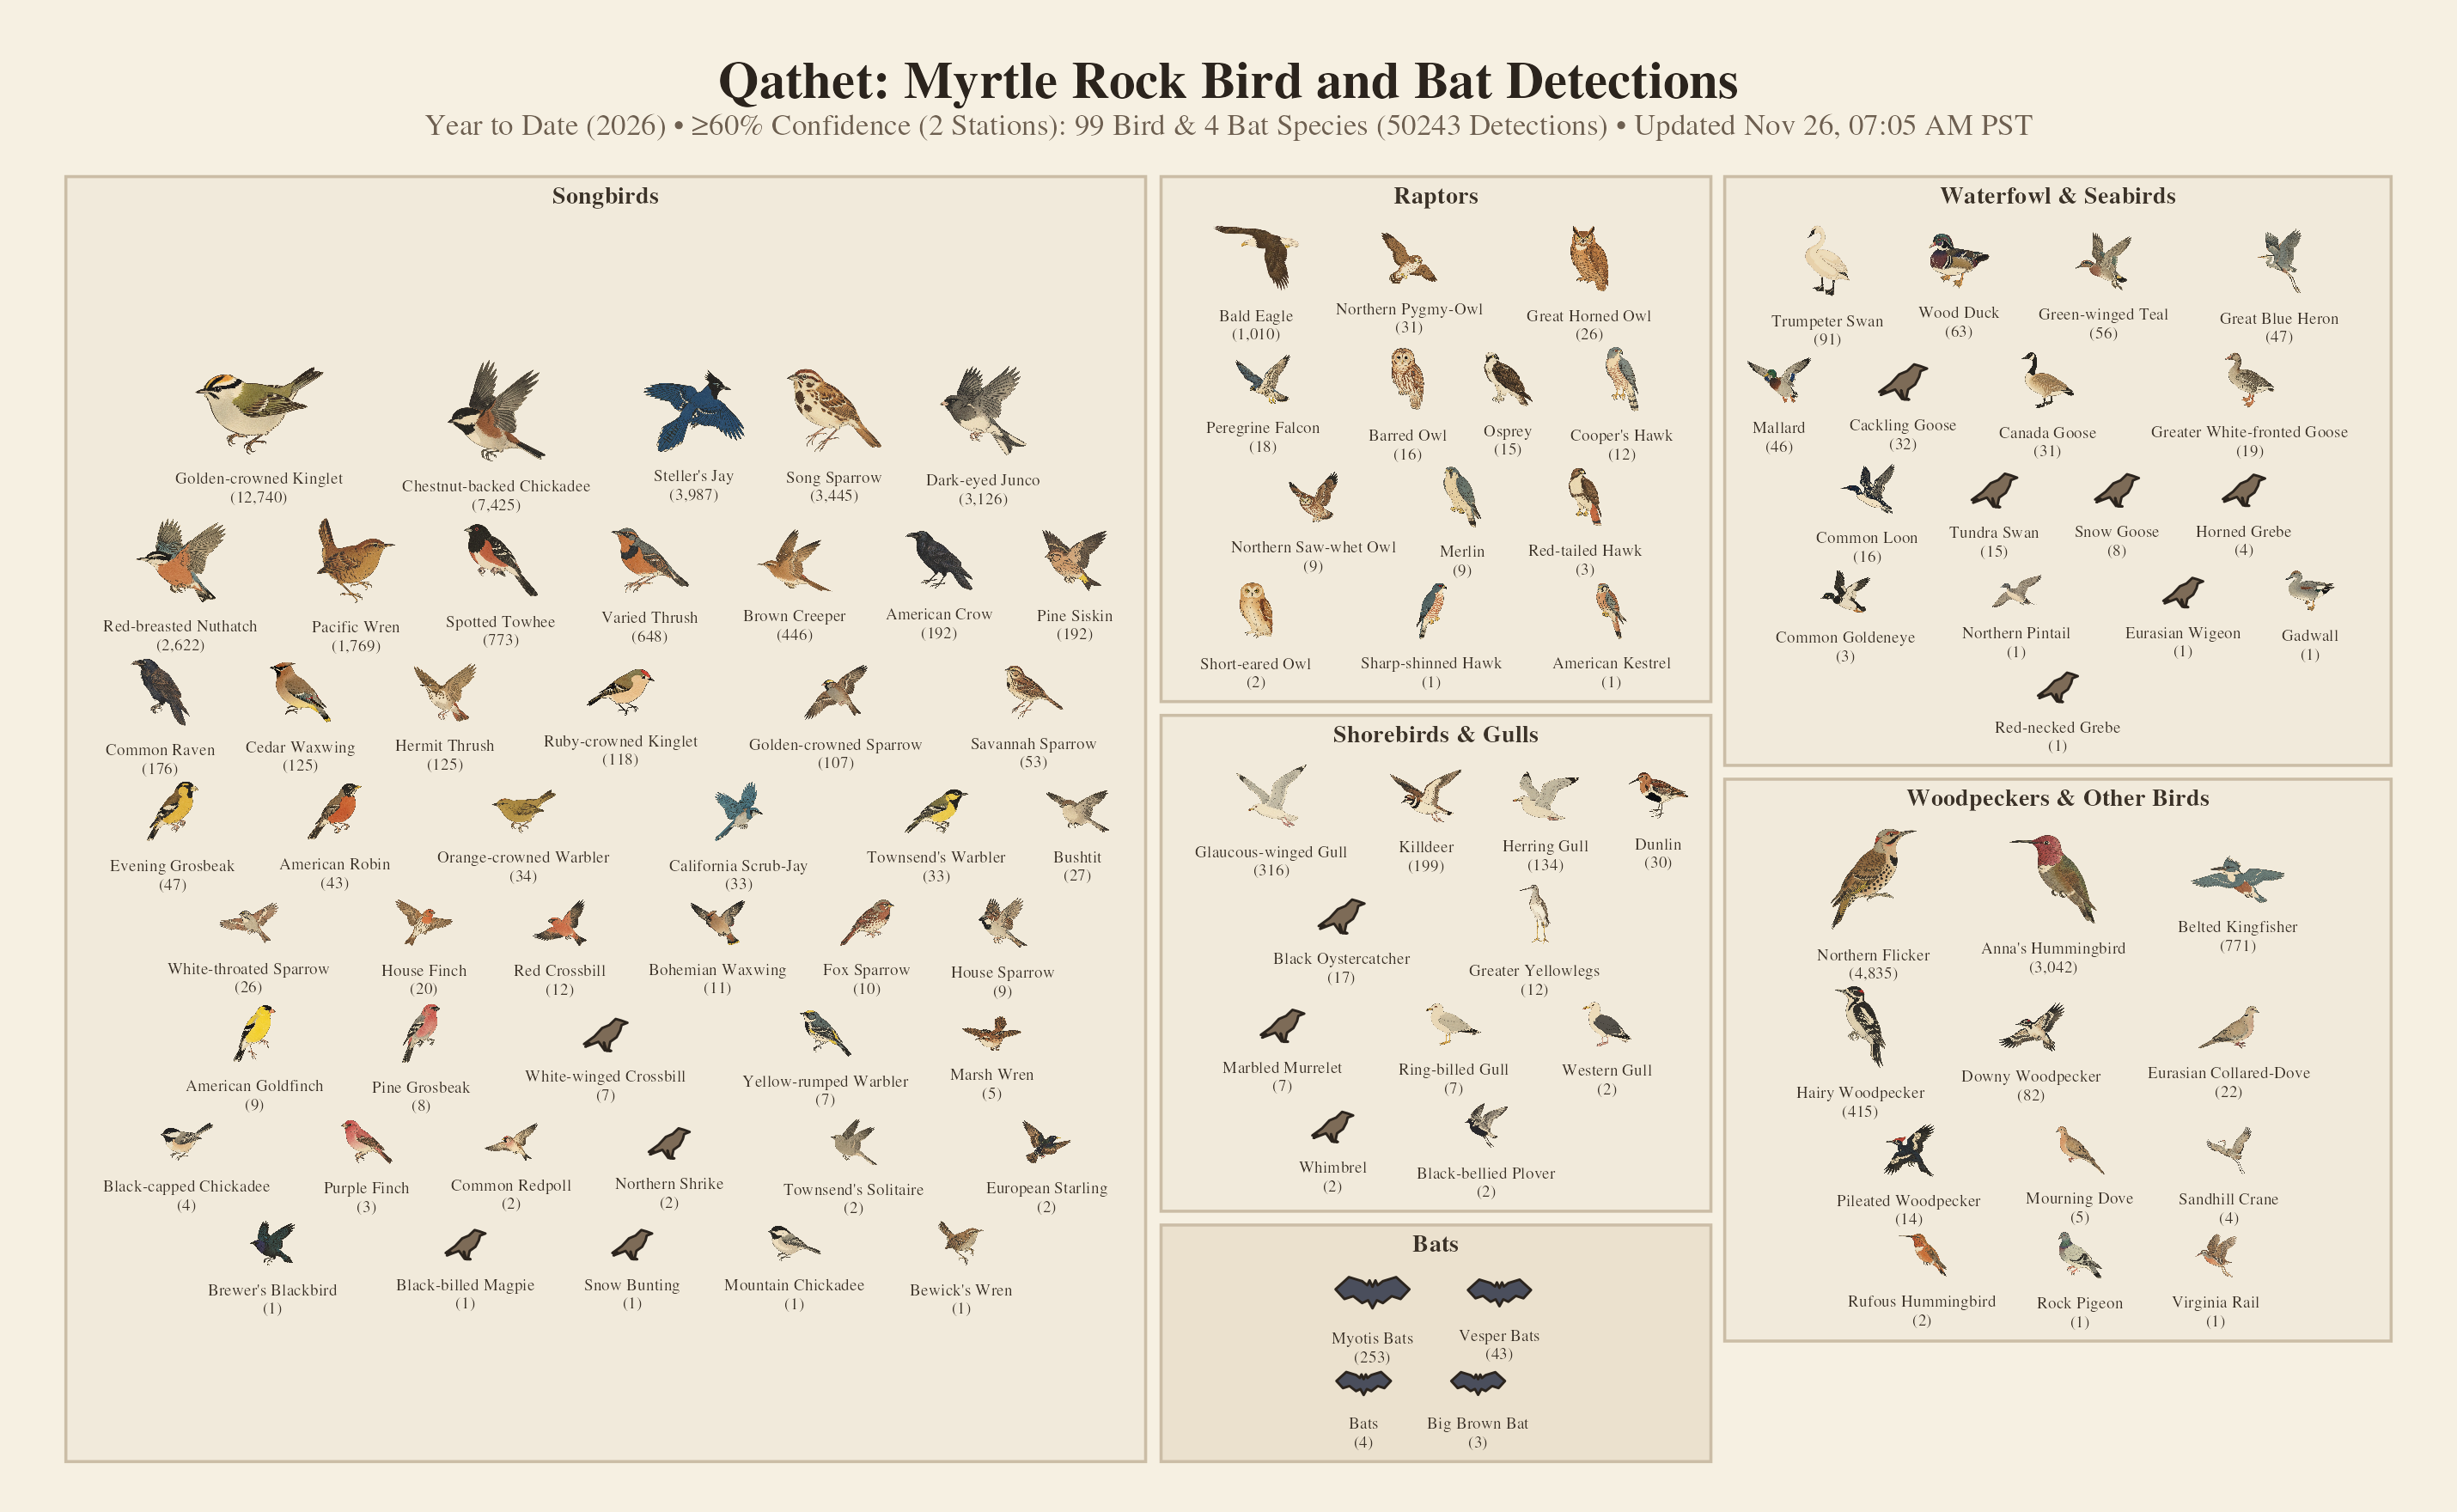 Qathet: Myrtle Rock Bird and Bat Detections
Year to Date (2026) • ≥60% Confidence (2 Stations): 99 Bird & 4 Bat Species (50243 Detections) • Updated Nov 26, 07:05 AM PST
Songbirds
Golden-crowned Kinglet
(12,740)
Chestnut-backed Chickadee
(7,425)
Steller's Jay
(3,987)
Song Sparrow
(3,445)
Dark-eyed Junco
(3,126)
Red-breasted Nuthatch
(2,622)
Pacific Wren
(1,769)
Spotted Towhee
(773)
Varied Thrush
(648)
Brown Creeper
(446)
American Crow
(192)
Pine Siskin
(192)
Common Raven
(176)
Cedar Waxwing
(125)
Hermit Thrush
(125)
Ruby-crowned Kinglet
(118)
Golden-crowned Sparrow
(107)
Savannah Sparrow
(53)
Evening Grosbeak
(47)
American Robin
(43)
Orange-crowned Warbler
(34)
California Scrub-Jay
(33)
Townsend's Warbler
(33)
Bushtit
(27)
White-throated Sparrow
(26)
House Finch
(20)
Red Crossbill
(12)
Bohemian Waxwing
(11)
Fox Sparrow
(10)
House Sparrow
(9)
American Goldfinch
(9)
Pine Grosbeak
(8)
White-winged Crossbill
(7)
Yellow-rumped Warbler
(7)
Marsh Wren
(5)
Black-capped Chickadee
(4)
Purple Finch
(3)
Common Redpoll
(2)
Northern Shrike
(2)
Townsend's Solitaire
(2)
European Starling
(2)
Brewer's Blackbird
(1)
Black-billed Magpie
(1)
Snow Bunting
(1)
Mountain Chickadee
(1)
Bewick's Wren
(1)
Raptors
Bald Eagle
(1,010)
Northern Pygmy-Owl
(31)
Great Horned Owl
(26)
Peregrine Falcon
(18)
Barred Owl
(16)
Osprey
(15)
Cooper's Hawk
(12)
Northern Saw-whet Owl
(9)
Merlin
(9)
Red-tailed Hawk
(3)
Short-eared Owl
(2)
Sharp-shinned Hawk
(1)
American Kestrel
(1)
Shorebirds & Gulls
Glaucous-winged Gull
(316)
Killdeer
(199)
Herring Gull
(134)
Dunlin
(30)
Black Oystercatcher
(17)
Greater Yellowlegs
(12)
Marbled Murrelet
(7)
Ring-billed Gull
(7)
Western Gull
(2)
Whimbrel
(2)
Black-bellied Plover
(2)
Bats
Myotis Bats
(253)
Vesper Bats
(43)
Bats
(4)
Big Brown Bat
(3)
Waterfowl & Seabirds
Trumpeter Swan
(91)
Wood Duck
(63)
Green-winged Teal
(56)
Great Blue Heron
(47)
Mallard
(46)
Cackling Goose
(32)
Canada Goose
(31)
Greater White-fronted Goose
(19)
Common Loon
(16)
Tundra Swan
(15)
Snow Goose
(8)
Horned Grebe
(4)
Common Goldeneye
(3)
Northern Pintail
(1)
Eurasian Wigeon
(1)
Gadwall
(1)
Red-necked Grebe
(1)
Woodpeckers & Other Birds
Northern Flicker
(4,835)
Anna's Hummingbird
(3,042)
Belted Kingfisher
(771)
Hairy Woodpecker
(415)
Downy Woodpecker
(82)
Eurasian Collared-Dove
(22)
Pileated Woodpecker
(14)
Mourning Dove
(5)
Sandhill Crane
(4)
Rufous Hummingbird
(2)
Rock Pigeon
(1)
Virginia Rail
(1)